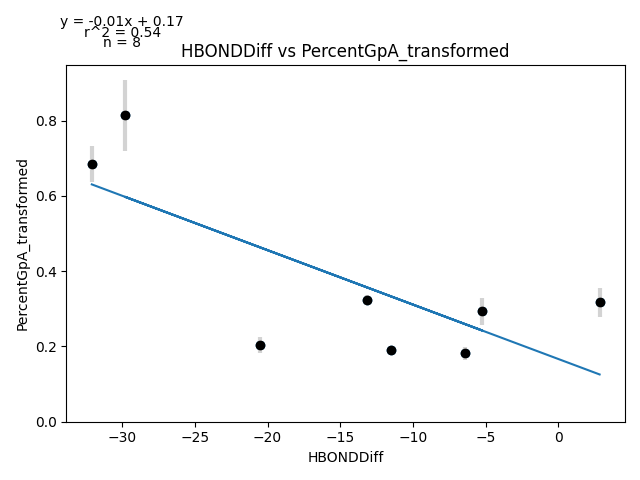 y = -0.01x + 0.17
r^2 = 0.54
n = 8
HBONDDiff vs PercentGpA_transformed
PercentGpA_transformed
0.8
0.6
0.4
0.2
0.0
−30
−25
−20
−15
−10
−5
0
HBONDDiff